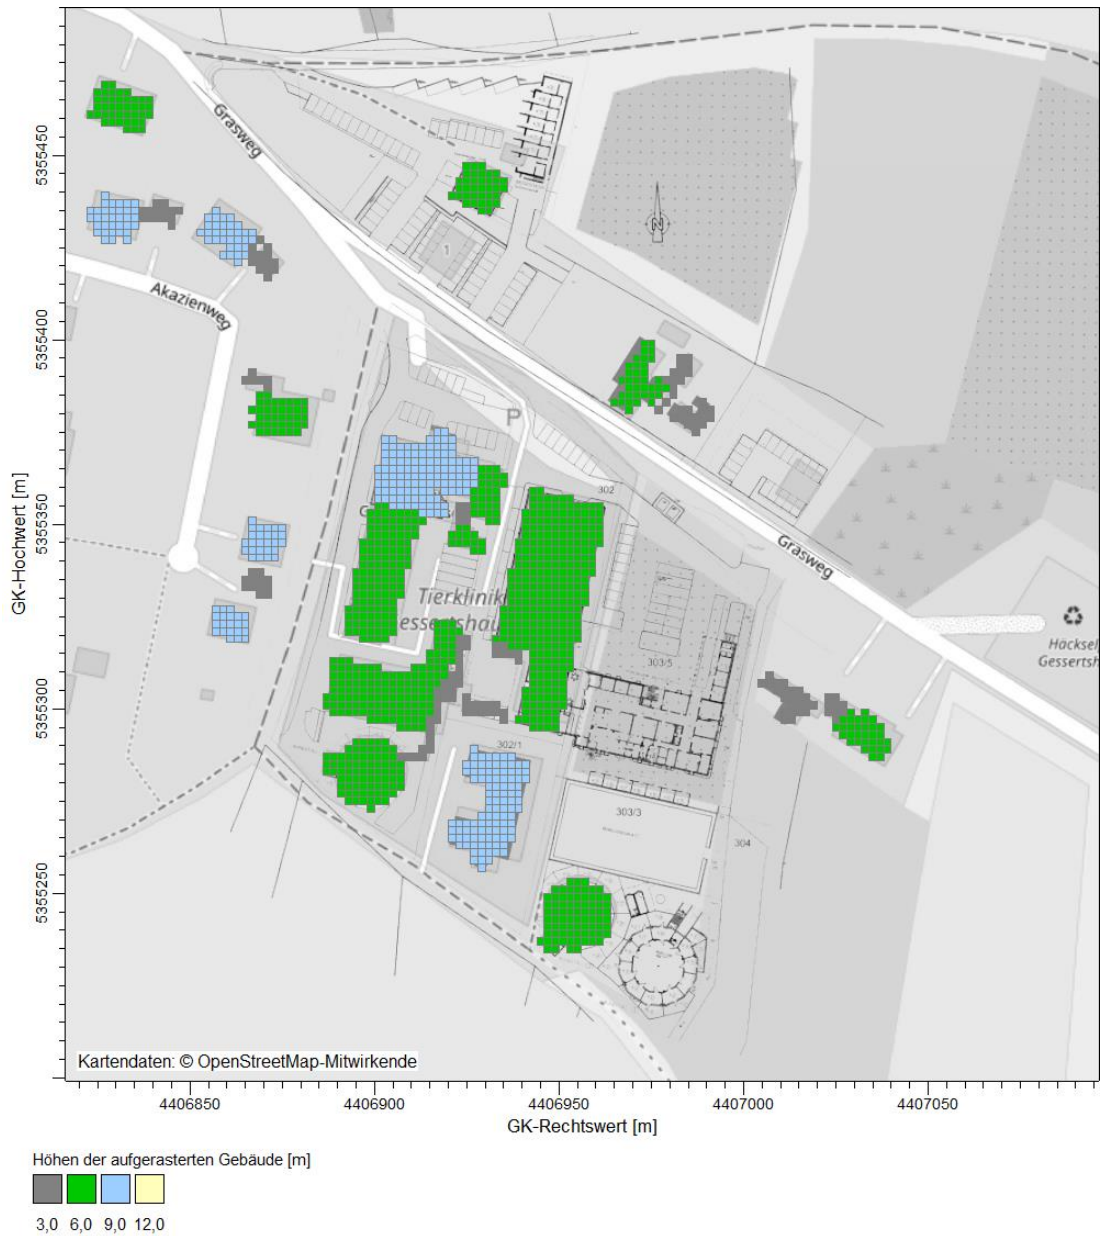 Grasweg
Akazienweg
1
N
P
302
Grasweg
Tierklinik
303/5
Häcksel
Gessertsh
302/1
303/3
304
Kartendaten: © OpenStreetMap-Mitwirkende
GK-Hochwert [m]
5355450
5355400
5355350
5355300
5355250
4406850 4406900 4406950 4407000 4407050
GK-Rechtswert [m]
Höhen der aufgerasterten Gebäude [m]
3,0 6,0 9,0 12,0